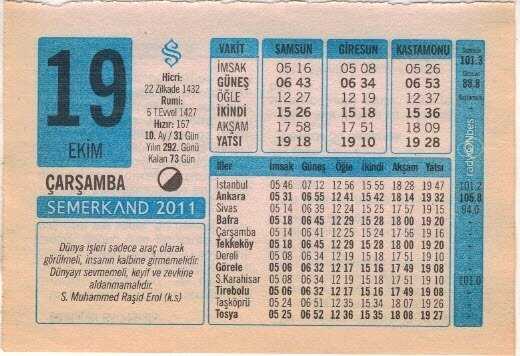 19
EKİM
ÇARŞAMBA
SEMERKAND 2011
Hicri:
22 Zilkade 1432
Rumi:
6 T.Evvol 1427
Hızır: 167
10. Ay / 31 Gün
Yılın 292. Günü
Kalan 73 Gün
Dünya işleri sadece araç olarak
görülmeli, insanın kalbine girmemelidir.
Dünyayı sevmemeli, keyif ve zevkine
aldanmamalıdır.
S. Muhammed Raşid Erol (k.s)
VAKİT SAMSUN GİRESUN KASTAMONU
İMSAK 05 16 05 08 05 26
GÜNEŞ 06 43 06 34 06 53
ÖĞLE 12 27 12 19 12 37
İKİNDİ 15 26 15 18 15 36
AKŞAM 17 58 17 51 18 09
YATSI 19 18 19 10 19 28
İller İmsak Güneş Öğle İkindi Akşam Yatsı
İstanbul 05 46 07 12 12 56 15 55 18 28 19 47
Ankara 05 31 06 55 12 41 15 42 18 14 19 32
Sivas 05 14 06 39 12 25 15 27 17 58 19 15
Bafra 05 18 06 45 12 29 15 28 18 00 19 20
Çarşamba 05 14 06 41 12 26 15 25 17 57 19 16
Tekkeköy 05 18 06 45 12 29 15 28 18 00 19 20
Dereli 05 08 06 34 12 19 15 18 17 51 19 10
Görele 05 06 06 32 12 17 15 16 17 49 19 08
Ş.Karahisar 05 08 06 34 12 19 15 20 17 52 19 10
Tirebolu 05 06 06 32 12 17 15 16 17 49 19 08
Taşköprü 05 24 06 51 12 35 15 34 18 07 19 26
Tosya 05 25 06 52 12 36 15 35 18 08 19 27
101.3
88.8
101.2
105.8
94.6
101.0